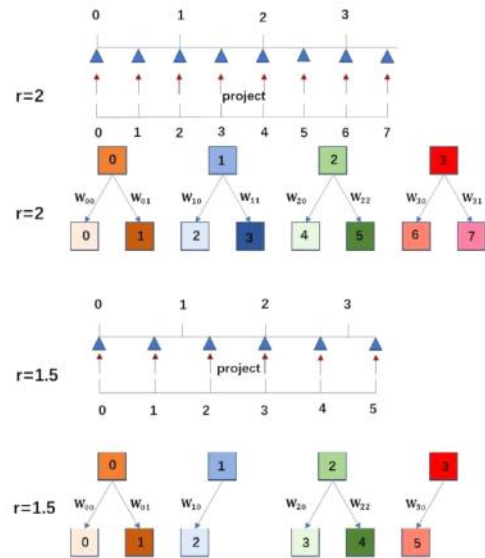 0 1 2 3
r=2
project
0 1 2 3 4 5 6 7
0 1 2 3
r=2
W₀₀ W₀₁ W₁₀ W₁₁ W₂₀ W₂₂ W₃₀ W₃₁
0 1 2 3 4 5 6 7
0 1 2 3
r=1.5
project
0 1 2 3 4 5
0 1 2 3
r=1.5
W₀₀ W₀₁ W₁₀ W₂₀ W₂₂ W₃₀
0 1 2 3 4 5